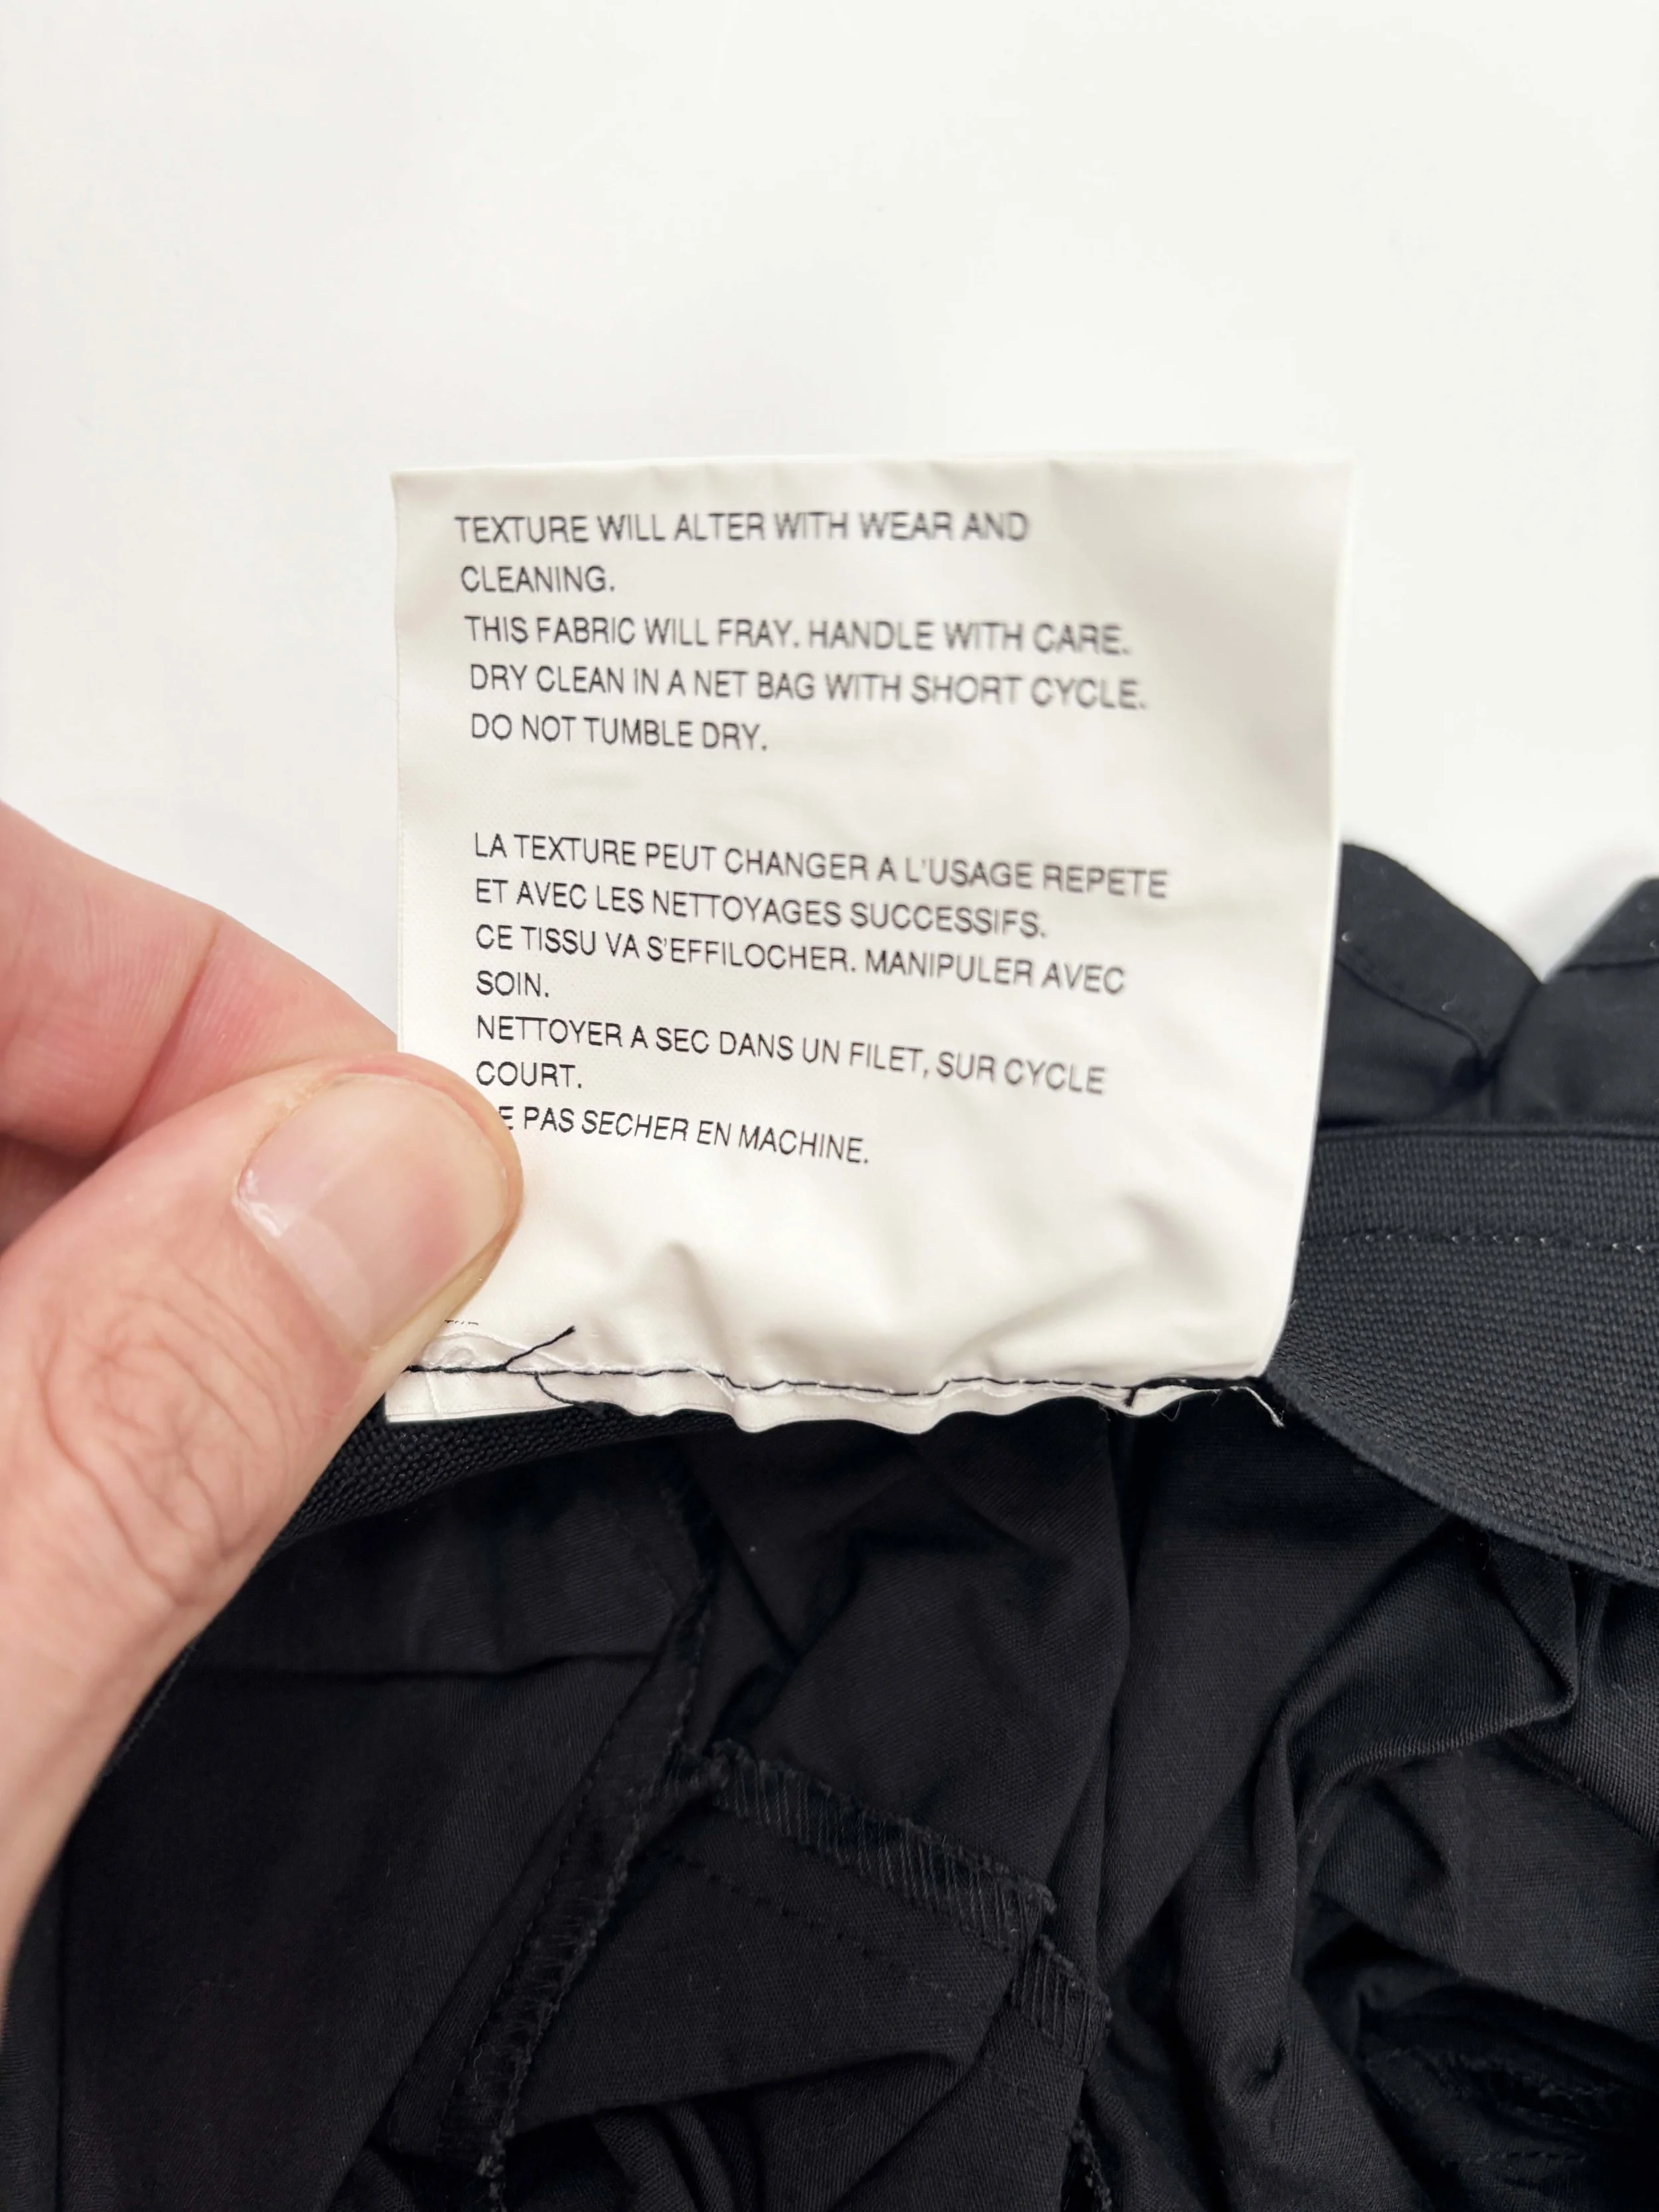 TEXTURE WILL ALTER WITH WEAR AND
CLEANING.
THIS FABRIC WILL FRAY. HANDLE WITH CARE.
DRY CLEAN IN A NET BAG WITH SHORT CYCLE.
DO NOT TUMBLE DRY.
LA TEXTURE PEUT CHANGER A L'USAGE REPETE
ET AVEC LES NETTOYAGES SUCCESSIFS.
CE TISSU VA S'EFFILOCHER. MANIPULER AVEC
SOIN.
NETTOYER A SEC DANS UN FILET, SUR CYCLE
COURT.
E PAS SECHER EN MACHINE.